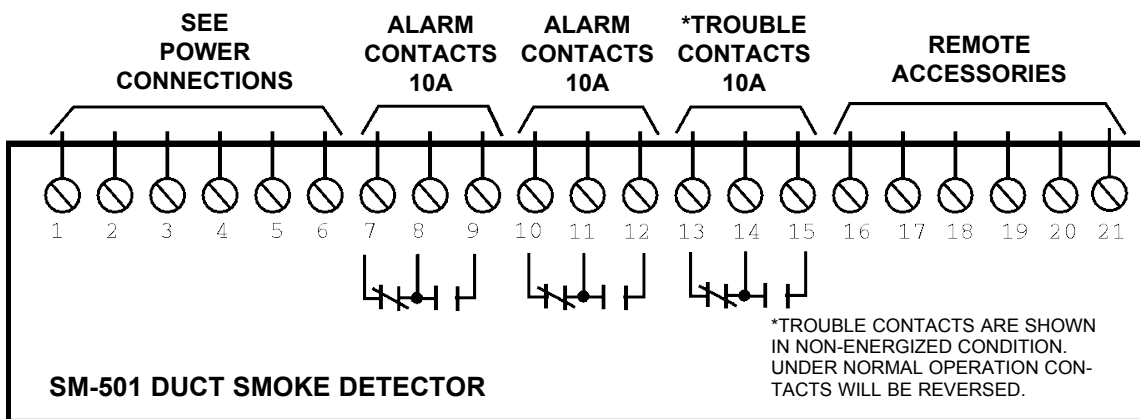 SEE
POWER
CONNECTIONS
ALARM
CONTACTS
10A
ALARM
CONTACTS
10A
*TROUBLE
CONTACTS
10A
REMOTE
ACCESSORIES
1 2 3 4 5 6 7 8 9 10 11 12 13 14 15 16 17 18 19 20 21
*TROUBLE CONTACTS ARE SHOWN
IN NON-ENERGIZED CONDITION.
UNDER NORMAL OPERATION CON-
TACTS WILL BE REVERSED.
SM-501 DUCT SMOKE DETECTOR